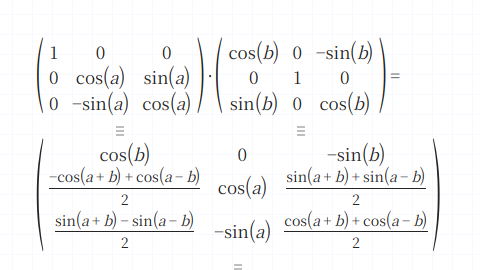 ( 1 0 0 ) ( cos(b) 0 −sin(b) )
( 0 cos(a) sin(a) ) · ( 0 1 0 ) =
( 0 −sin(a) cos(a) ) ( sin(b) 0 cos(b) )
≡ ≡
( cos(b) 0 −sin(b) )
( (−cos(a + b) + cos(a − b))/2 cos(a) (sin(a + b) + sin(a − b))/2 )
( (sin(a + b) − sin(a − b))/2 −sin(a) (cos(a + b) + cos(a − b))/2 )
=